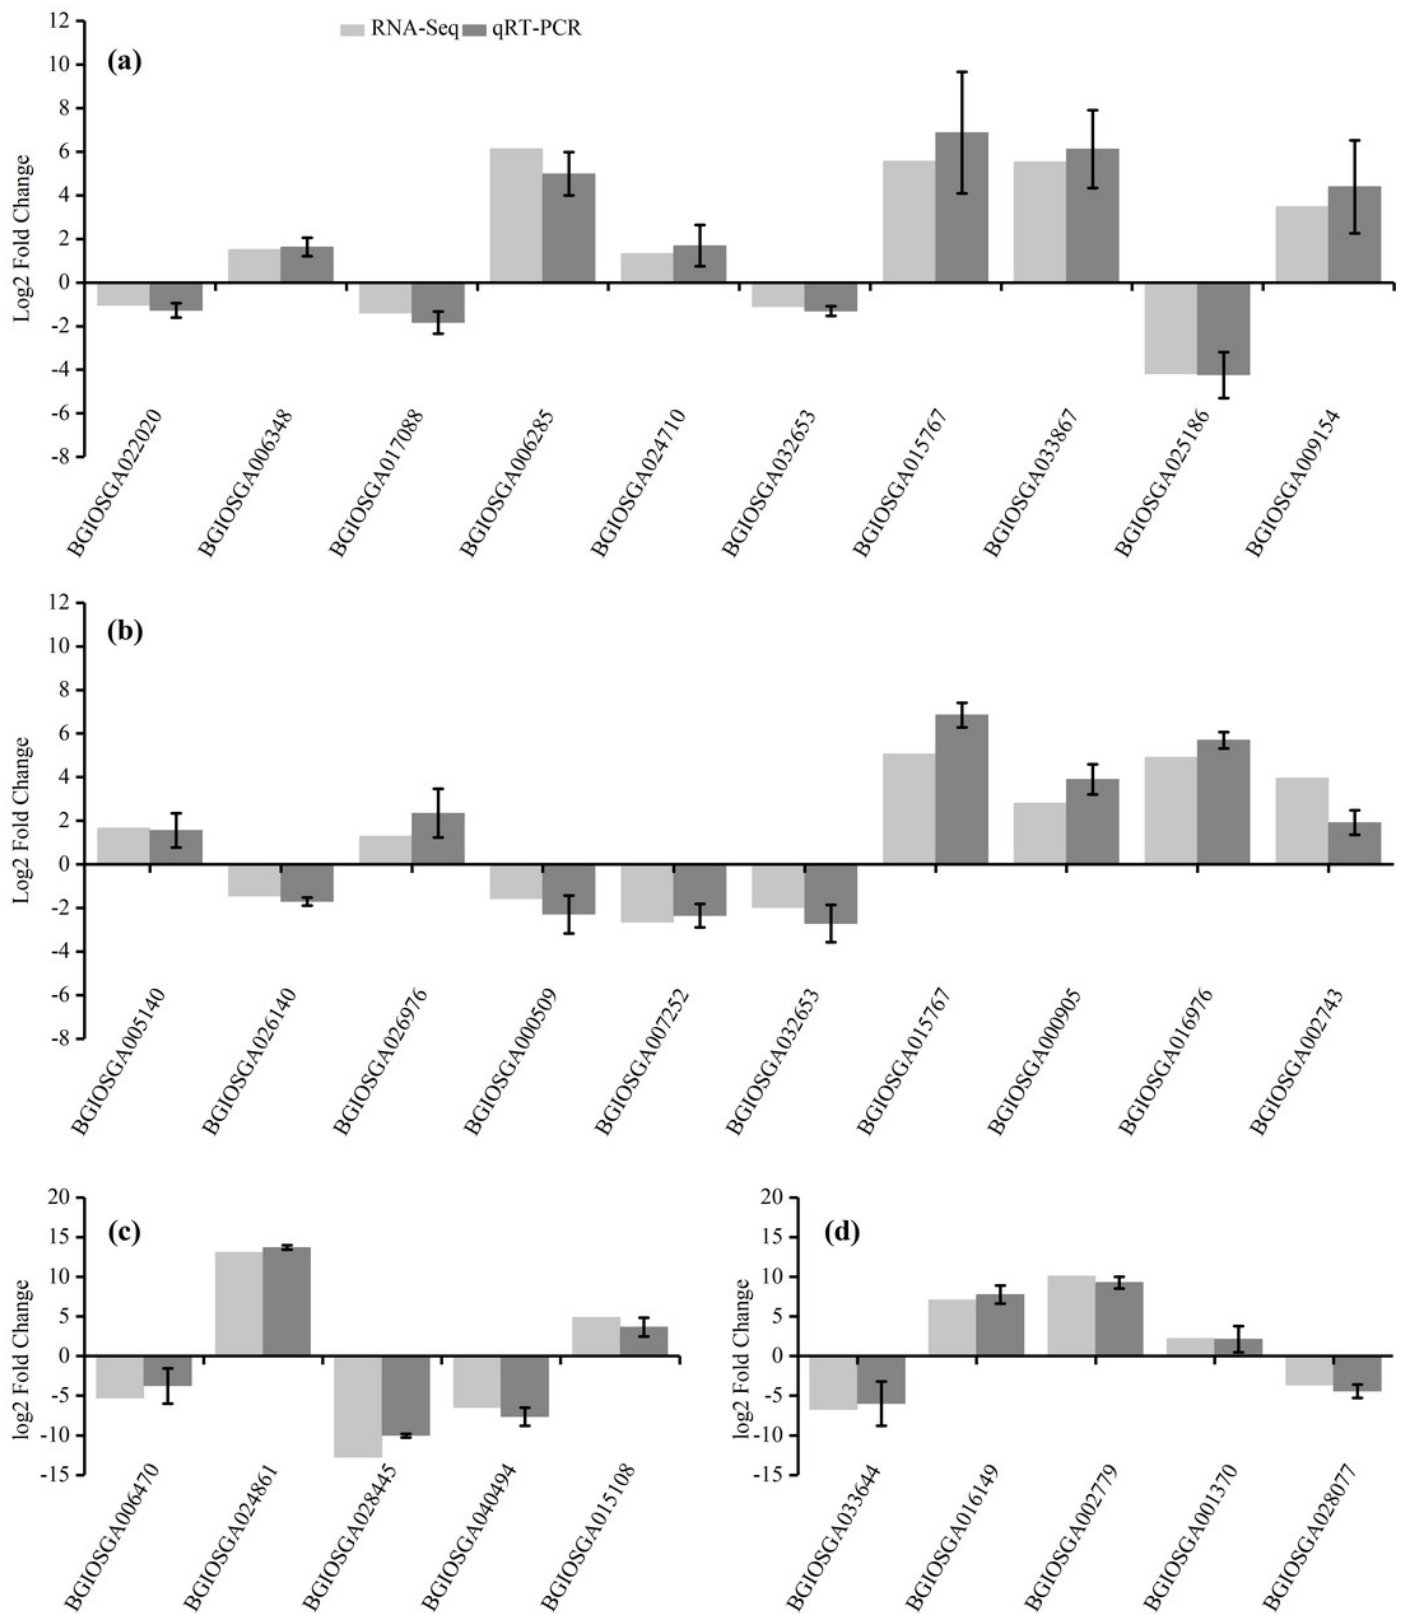 RNA-Seq qRT-PCR
(a)
Log2 Fold Change
12
10
8
6
4
2
0
-2
-4
-6
-8
BGIOSGA022020
BGIOSGA006348
BGIOSGA017088
BGIOSGA006285
BGIOSGA024710
BGIOSGA032653
BGIOSGA015767
BGIOSGA033867
BGIOSGA025186
BGIOSGA009154
(b)
Log2 Fold Change
12
10
8
6
4
2
0
-2
-4
-6
-8
BGIOSGA005140
BGIOSGA026140
BGIOSGA026976
BGIOSGA000509
BGIOSGA007252
BGIOSGA032653
BGIOSGA015767
BGIOSGA000905
BGIOSGA016976
BGIOSGA002743
(c)
log2 Fold Change
20
15
10
5
0
-5
-10
-15
BGIOSGA006470
BGIOSGA024861
BGIOSGA028445
BGIOSGA040494
BGIOSGA015108
(d)
log2 Fold Change
20
15
10
5
0
-5
-10
-15
BGIOSGA033644
BGIOSGA016149
BGIOSGA002779
BGIOSGA001370
BGIOSGA028077